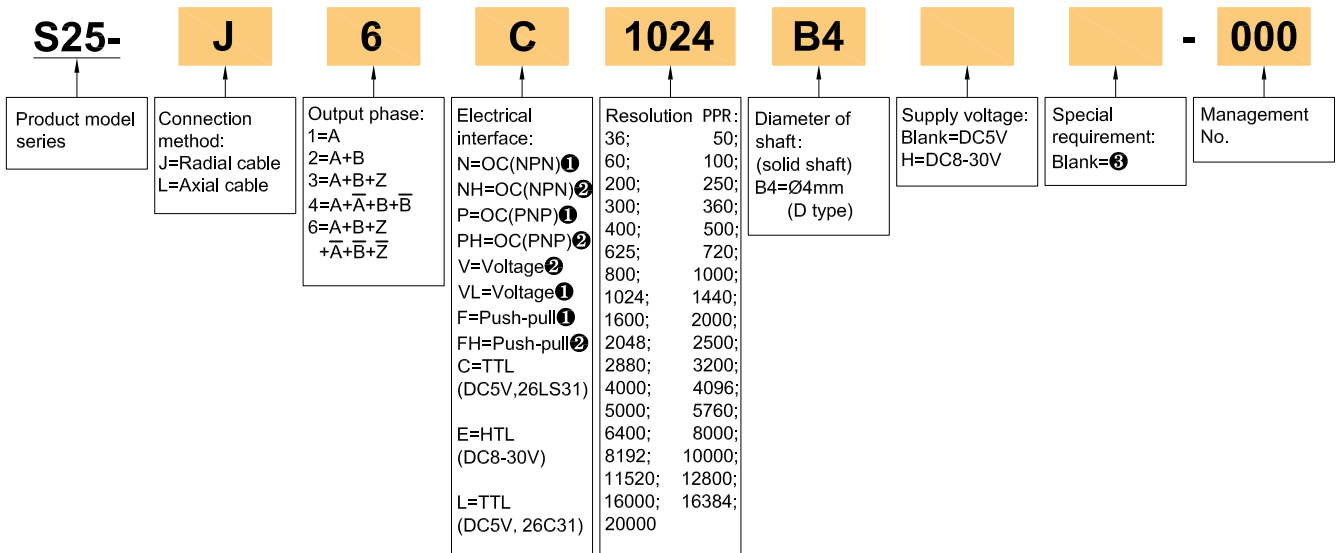 S25- J 6 C 1024 B4 - 000
Product model
series
Connection
method:
J=Radial cable
L=Axial cable
Output phase:
1=A
2=A+B
3=A+B+Z
4=A+A̅+B+B̅
6=A+B+Z
+A̅+B̅+Z̅
Electrical
interface:
N=OC(NPN)❶
NH=OC(NPN)❷
P=OC(PNP)❶
PH=OC(PNP)❷
V=Voltage❷
VL=Voltage❶
F=Push-pull❶
FH=Push-pull❷
C=TTL
(DC5V,26LS31)
E=HTL
(DC8-30V)
L=TTL
(DC5V, 26C31)
Resolution PPR:
36; 50;
60; 100;
200; 250;
300; 360;
400; 500;
625; 720;
800; 1000;
1024; 1440;
1600; 2000;
2048; 2500;
2880; 3200;
4000; 4096;
5000; 5760;
6400; 8000;
8192; 10000;
11520; 12800;
16000; 16384;
20000
Diameter of
shaft:
(solid shaft)
B4=Ø4mm
(D type)
Supply voltage:
Blank=DC5V
H=DC8-30V
Special
requirement:
Blank=❸
Management
No.